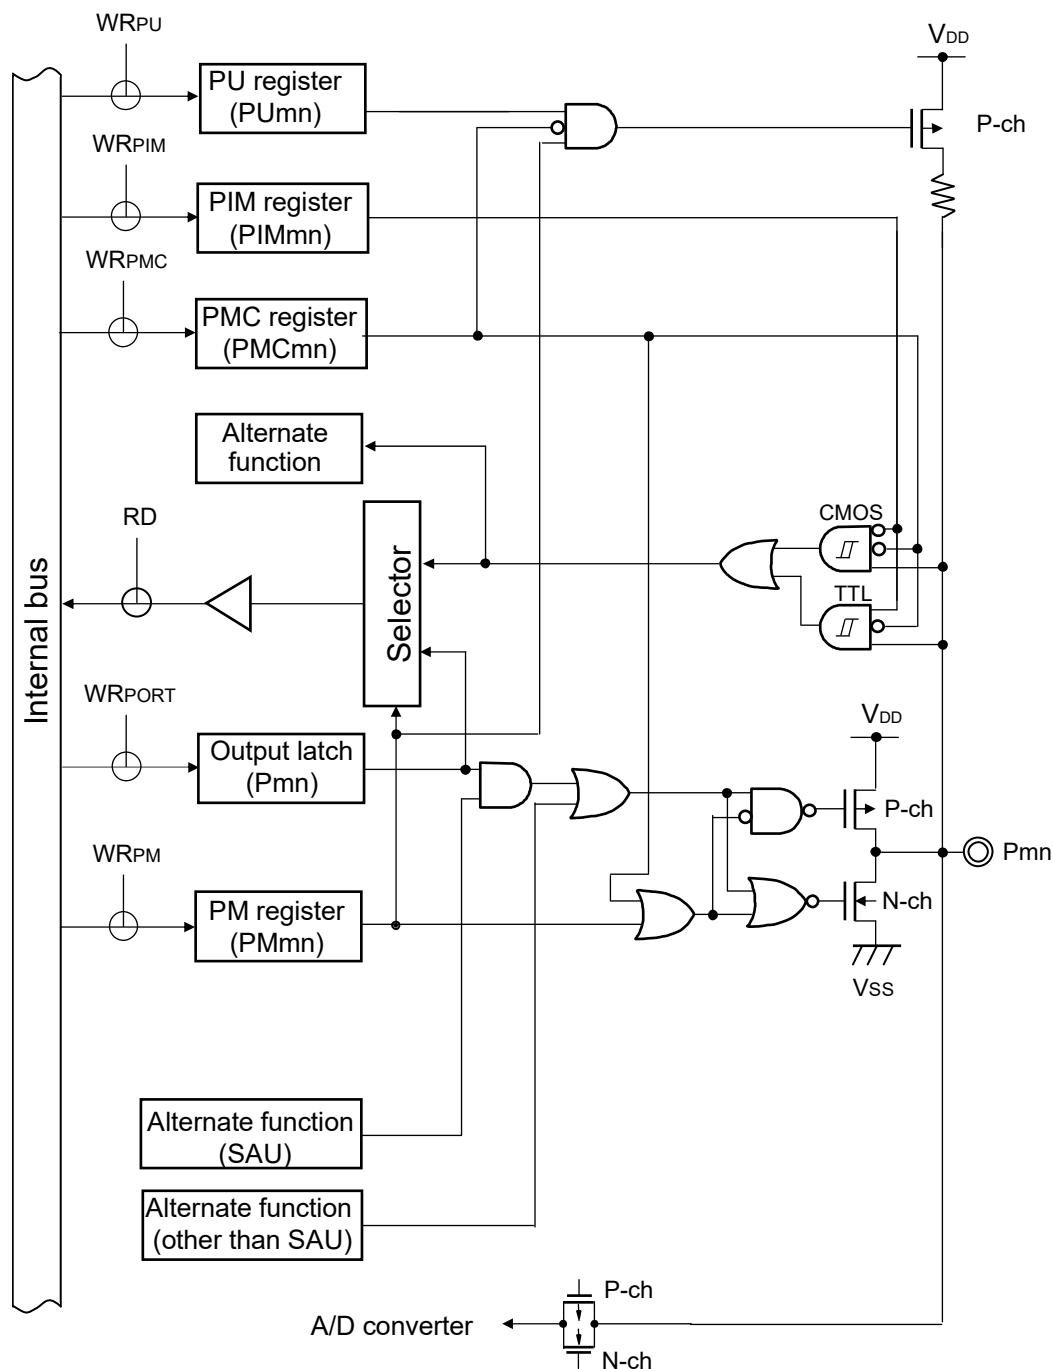 WRPU
VDD
PU register
(PUmn)
P-ch
WRPIM
PIM register
(PIMmn)
WRPMC
PMC register
(PMCmn)
Alternate
function
CMOS
RD
TTL
Selector
Internal bus
WRPORT
VDD
Output latch
(Pmn)
P-ch
Pmn
WRPM
PM register
(PMmn)
N-ch
VSS
Alternate function
(SAU)
Alternate function
(other than SAU)
P-ch
A/D converter
N-ch